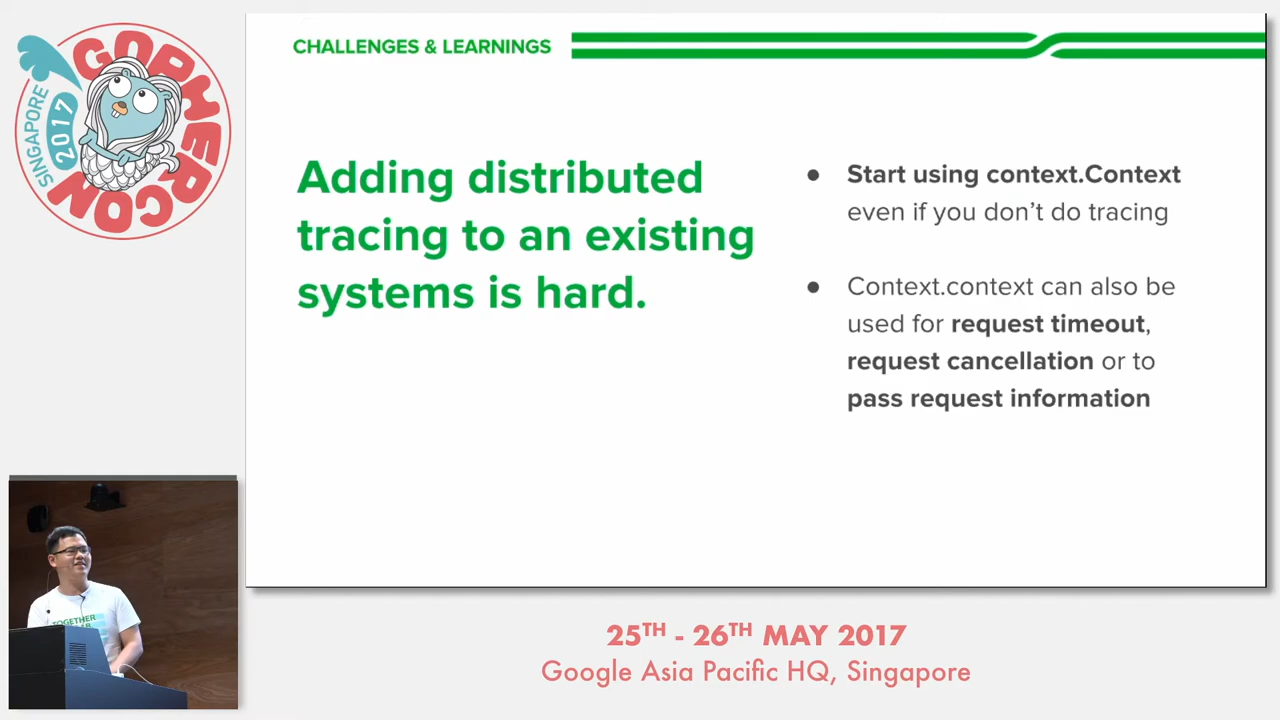 GOPHERCON
SINGAPORE
2017
CHALLENGES & LEARNINGS
Adding distributed
tracing to an existing
systems is hard.
● Start using context.Context
even if you don’t do tracing
● Context.context can also be
used for request timeout,
request cancellation or to
pass request information
TOGETHER
25TH - 26TH MAY 2017
Google Asia Pacific HQ, Singapore